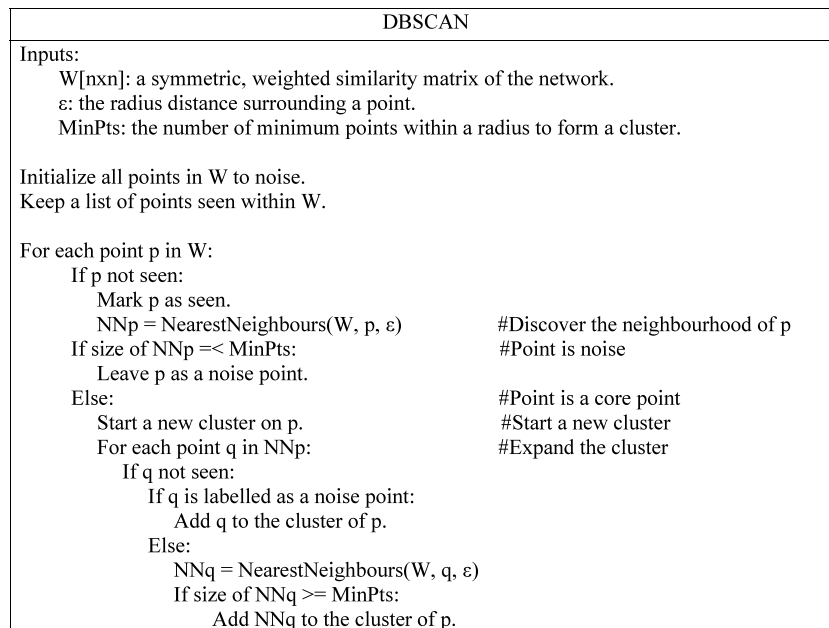 DBSCAN
Inputs:
W[nxn]: a symmetric, weighted similarity matrix of the network.
ε: the radius distance surrounding a point.
MinPts: the number of minimum points within a radius to form a cluster.
Initialize all points in W to noise.
Keep a list of points seen within W.
For each point p in W:
If p not seen:
Mark p as seen.
NNp = NearestNeighbours(W, p, ε) #Discover the neighbourhood of p
If size of NNp =< MinPts: #Point is noise
Leave p as a noise point.
Else: #Point is a core point
Start a new cluster on p. #Start a new cluster
For each point q in NNp: #Expand the cluster
If q not seen:
If q is labelled as a noise point:
Add q to the cluster of p.
Else:
NNq = NearestNeighbours(W, q, ε)
If size of NNq >= MinPts:
Add NNq to the cluster of p.